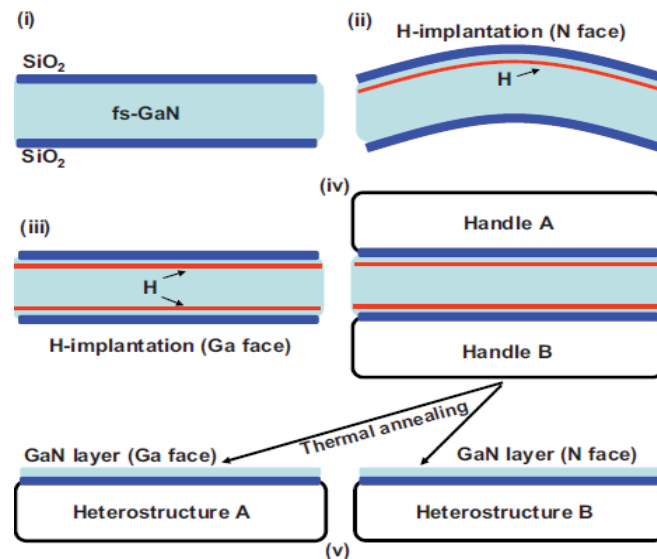 (i)
SiO2
fs-GaN
SiO2
(ii)
H-implantation (N face)
H
(iii)
H
H-implantation (Ga face)
(iv)
Handle A
Handle B
Thermal annealing
GaN layer (Ga face)
Heterostructure A
GaN layer (N face)
Heterostructure B
(v)